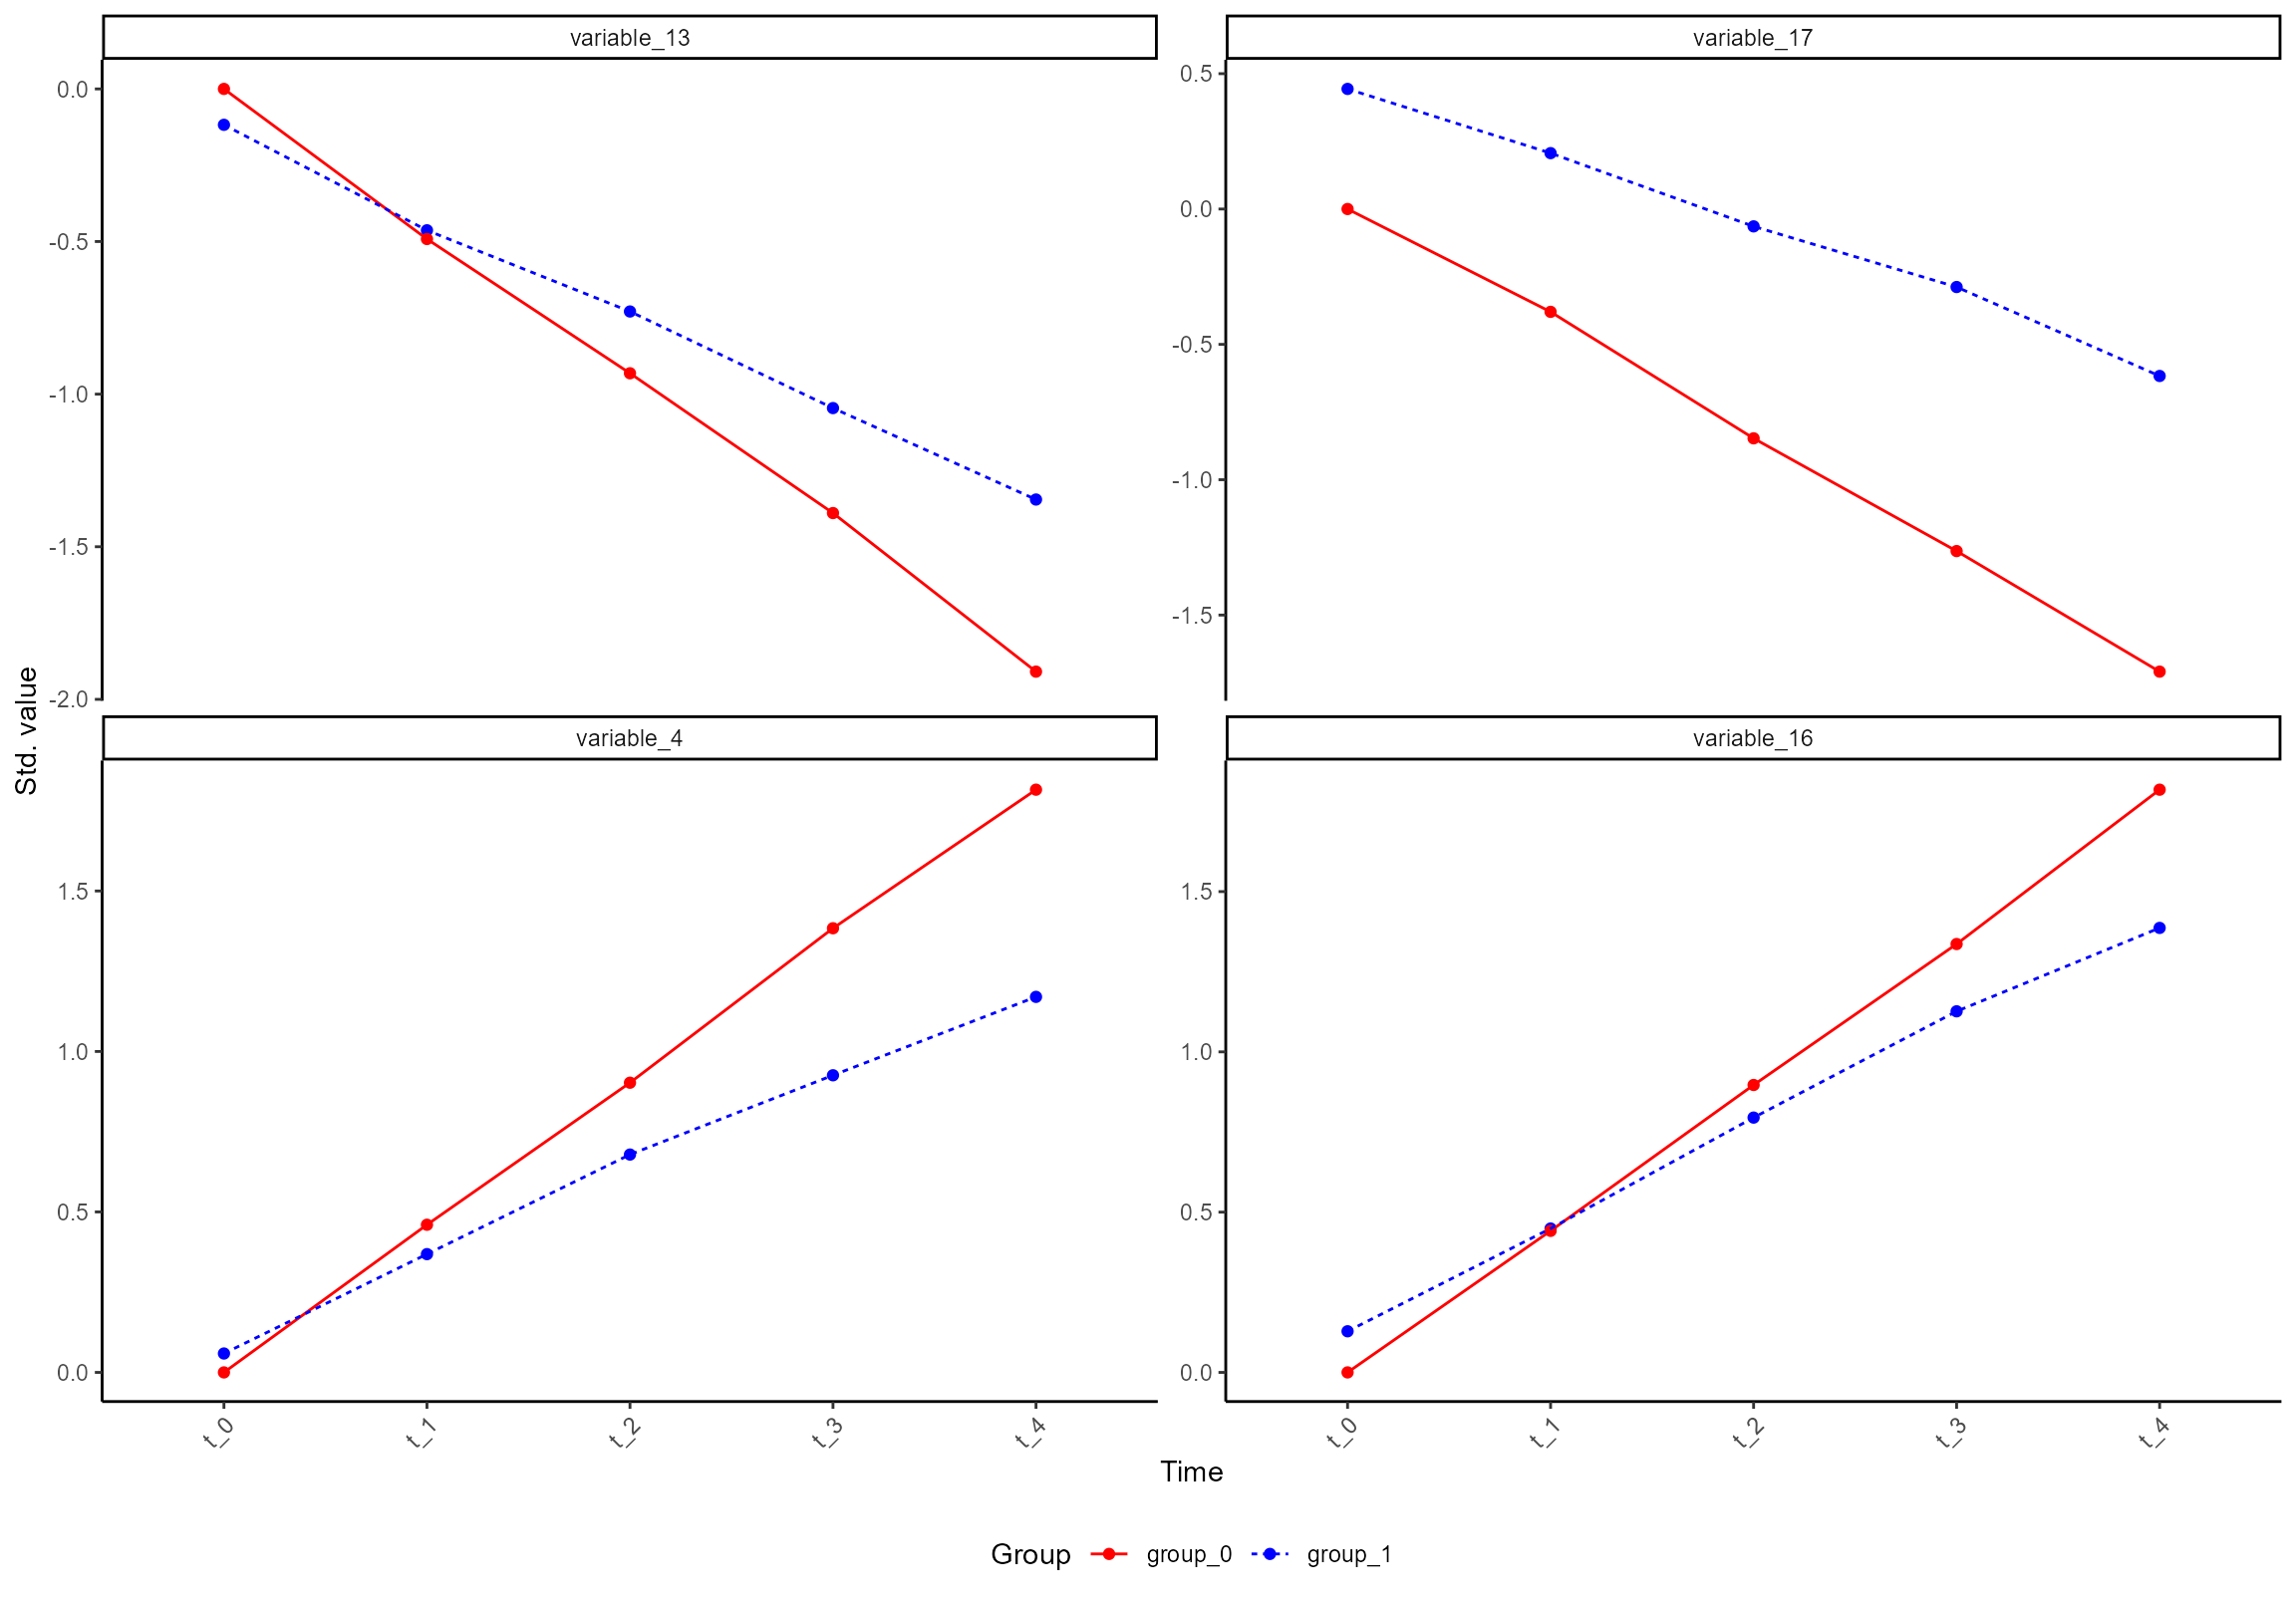 variable_13
variable_17
0.0
-0.5
-1.0
-1.5
-2.0
0.5
0.0
-0.5
-1.0
-1.5
Std. value
variable_4
variable_16
1.5
1.0
0.5
0.0
1.5
1.0
0.5
0.0
t_0
t_1
t_2
t_3
t_4
t_0
t_1
t_2
t_3
t_4
Time
Group group_0 group_1